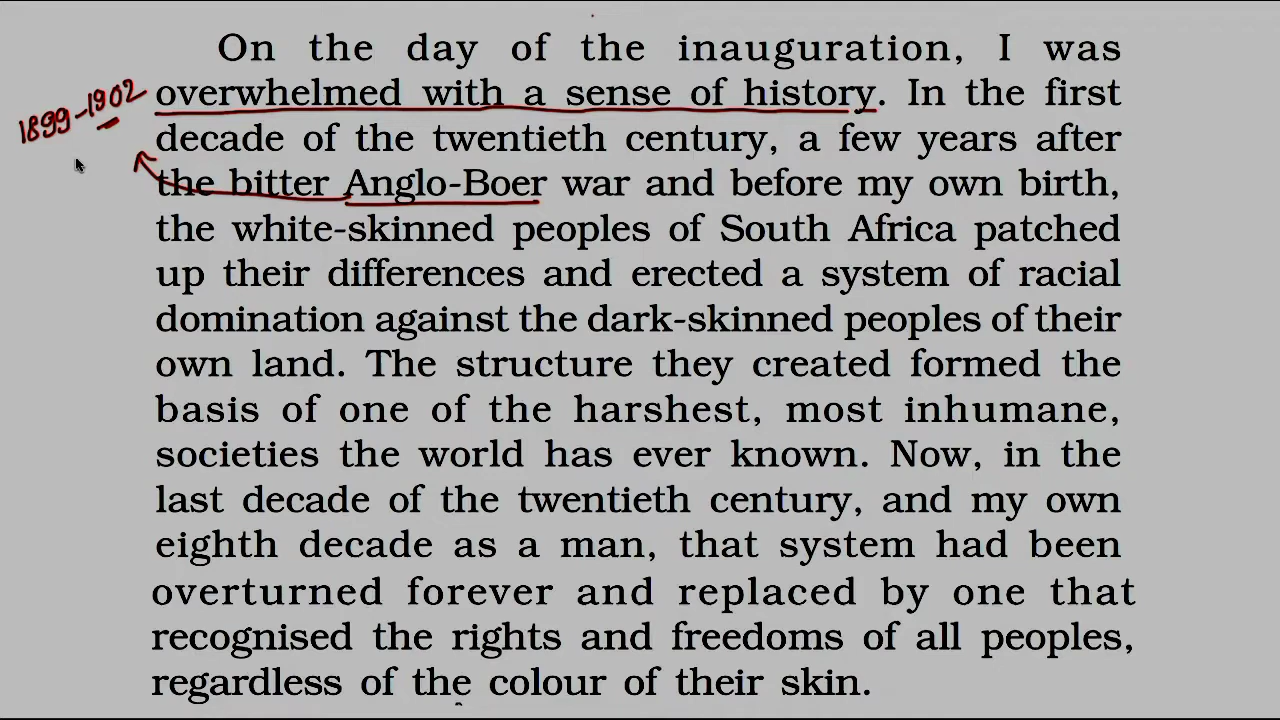 On the day of the inauguration, I was
1899-1902
overwhelmed with a sense of history. In the first
decade of the twentieth century, a few years after
the bitter Anglo-Boer war and before my own birth,
the white-skinned peoples of South Africa patched
up their differences and erected a system of racial
domination against the dark-skinned peoples of their
own land. The structure they created formed the
basis of one of the harshest, most inhumane,
societies the world has ever known. Now, in the
last decade of the twentieth century, and my own
eighth decade as a man, that system had been
overturned forever and replaced by one that
recognised the rights and freedoms of all peoples,
regardless of the colour of their skin.